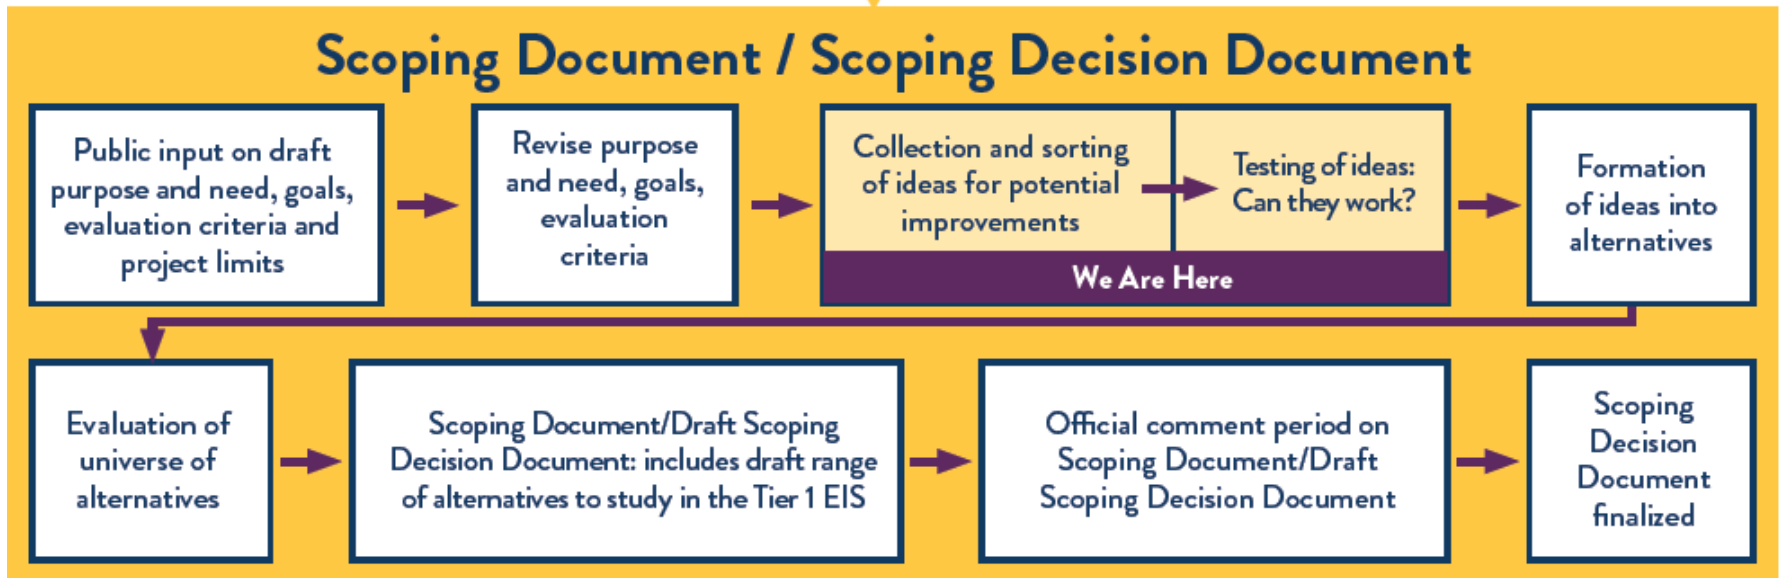 Scoping Document / Scoping Decision Document
Public input on draft
purpose and need, goals,
evaluation criteria and
project limits
Revise purpose
and need, goals,
evaluation
criteria
Collection and sorting
of ideas for potential
improvements
Testing of ideas:
Can they work?
We Are Here
Formation
of ideas into
alternatives
Evaluation of
universe of
alternatives
Scoping Document/Draft Scoping
Decision Document: includes draft range
of alternatives to study in the Tier 1 EIS
Official comment period on
Scoping Document/Draft
Scoping Decision Document
Scoping
Decision
Document
finalized